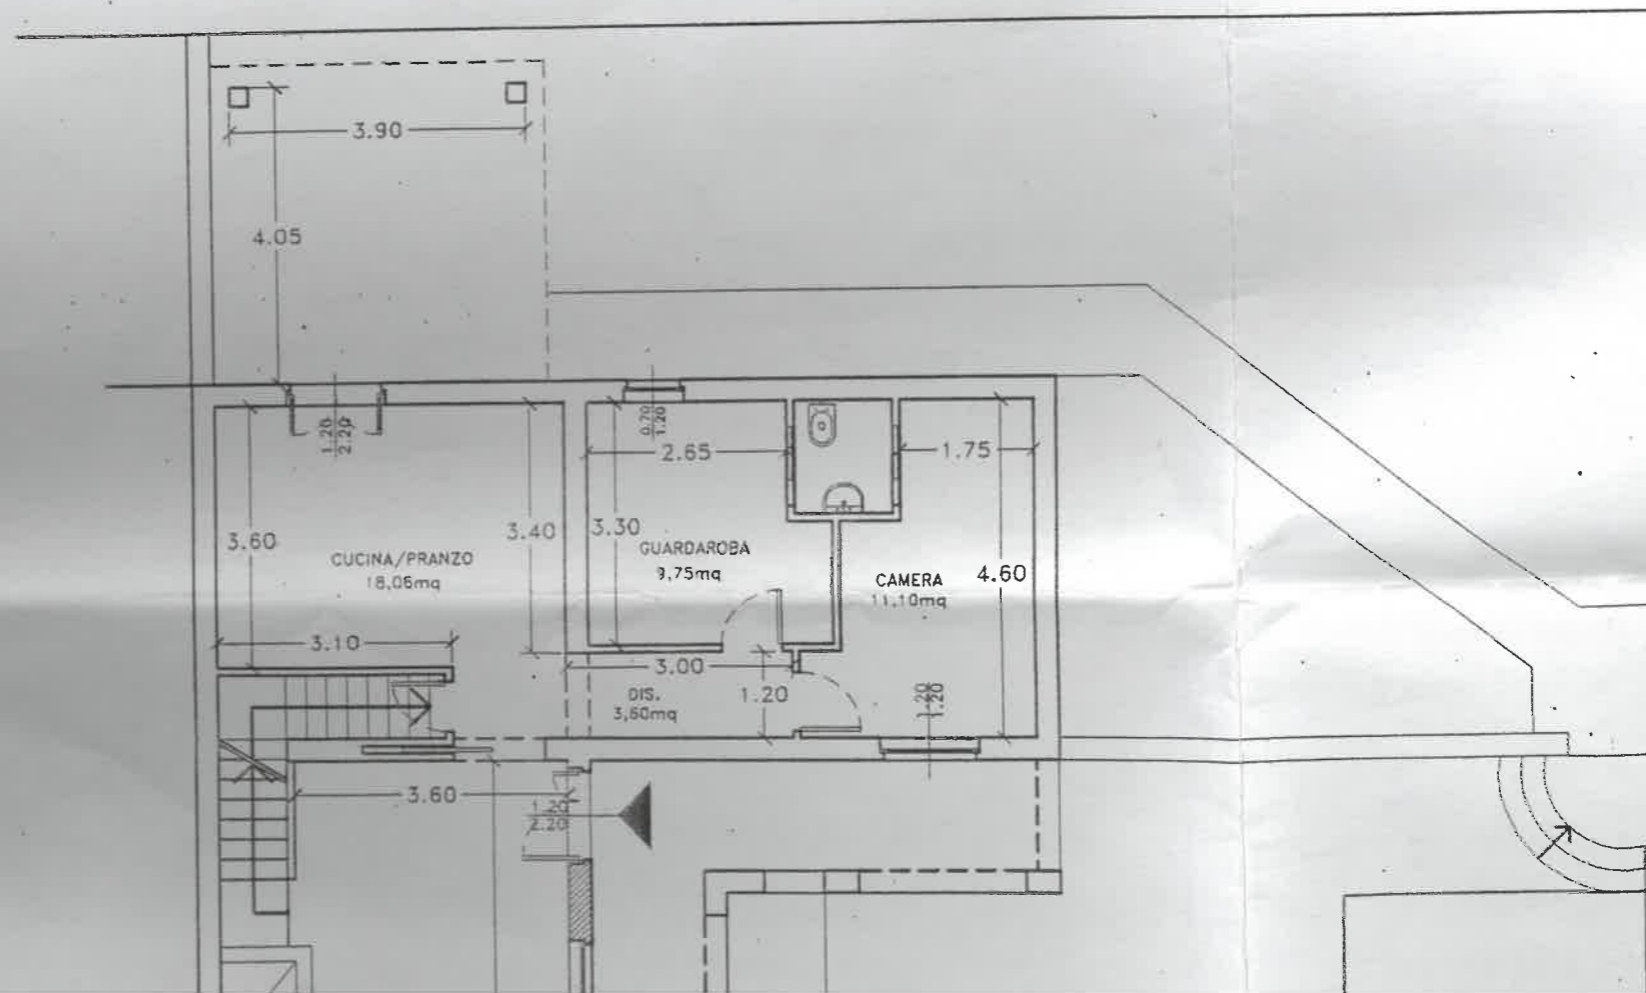 3.90
4.05
1.20
2.20
0.70
1.20
2.65
1.75
3.60
3.40
3.30
CUCINA/PRANZO
18,06mq
GUARDAROBA
9,75mq
CAMERA
11,10mq
4.60
3.10
3.00
DIS.
3,60mq
1.20
1.20
1.20
3.60
1.20
2.20